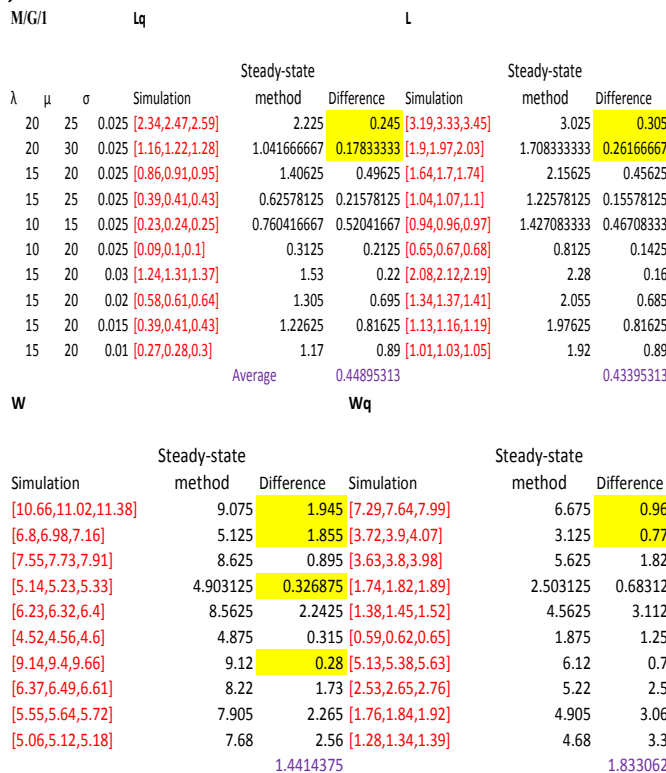 M/G/1 Lq L
Steady-state Steady-state
λ μ σ Simulation method Difference Simulation method Difference
20 25 0.025 [2.34,2.47,2.59] 2.225 0.245 [3.19,3.33,3.45] 3.025 0.305
20 30 0.025 [1.16,1.22,1.28] 1.041666667 0.17833333 [1.9,1.97,2.03] 1.708333333 0.26166667
15 20 0.025 [0.86,0.91,0.95] 1.40625 0.49625 [1.64,1.7,1.74] 2.15625 0.45625
15 25 0.025 [0.39,0.41,0.43] 0.62578125 0.21578125 [1.04,1.07,1.1] 1.22578125 0.15578125
10 15 0.025 [0.23,0.24,0.25] 0.760416667 0.52041667 [0.94,0.96,0.97] 1.427083333 0.46708333
10 20 0.025 [0.09,0.1,0.1] 0.3125 0.2125 [0.65,0.67,0.68] 0.8125 0.1425
15 20 0.03 [1.24,1.31,1.37] 1.53 0.22 [2.08,2.12,2.19] 2.28 0.16
15 20 0.02 [0.58,0.61,0.64] 1.305 0.695 [1.34,1.37,1.41] 2.055 0.685
15 20 0.015 [0.39,0.41,0.43] 1.22625 0.81625 [1.13,1.16,1.19] 1.97625 0.81625
15 20 0.01 [0.27,0.28,0.3] 1.17 0.89 [1.01,1.03,1.05] 1.92 0.89
Average 0.44895313 0.43395313
W Wq
Steady-state Steady-state
Simulation method Difference Simulation method Difference
[10.66,11.02,11.38] 9.075 1.945 [7.29,7.64,7.99] 6.675 0.96
[6.8,6.98,7.16] 5.125 1.855 [3.72,3.9,4.07] 3.125 0.77
[7.55,7.73,7.91] 8.625 0.895 [3.63,3.8,3.98] 5.625 1.82
[5.14,5.23,5.33] 4.903125 0.326875 [1.74,1.82,1.89] 2.503125 0.68312
[6.23,6.32,6.4] 8.5625 2.2425 [1.38,1.45,1.52] 4.5625 3.112
[4.52,4.56,4.6] 4.875 0.315 [0.59,0.62,0.65] 1.875 1.25
[9.14,9.4,9.66] 9.12 0.28 [5.13,5.38,5.63] 6.12 0.7
[6.37,6.49,6.61] 8.22 1.73 [2.53,2.65,2.76] 5.22 2.5
[5.55,5.64,5.72] 7.905 2.265 [1.76,1.84,1.92] 4.905 3.06
[5.06,5.12,5.18] 7.68 2.56 [1.28,1.34,1.39] 4.68 3.3
1.4414375 1.833062